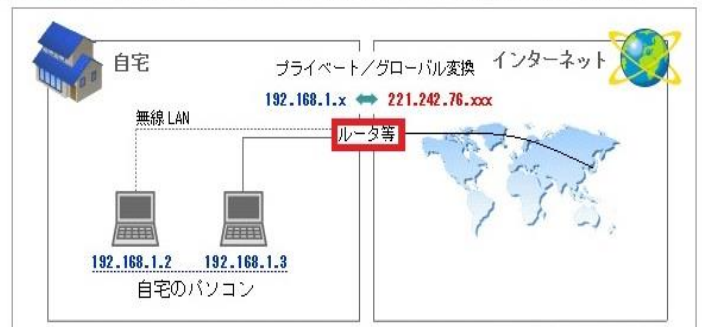 自宅
プライベート／グローバル変換
インターネット
192.168.1.x
221.242.76.xxx
無線 LAN
ルータ等
192.168.1.2
192.168.1.3
自宅のパソコン